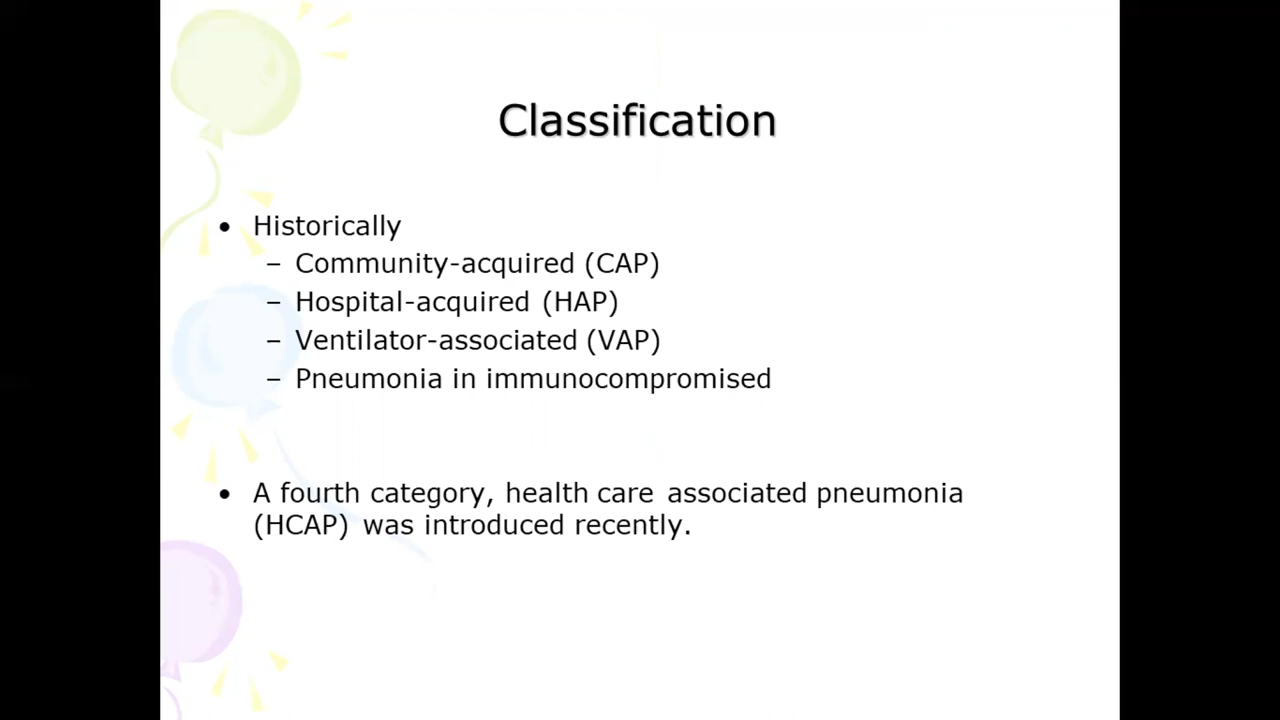 Classification
• Historically
– Community-acquired (CAP)
– Hospital-acquired (HAP)
– Ventilator-associated (VAP)
– Pneumonia in immunocompromised
• A fourth category, health care associated pneumonia
(HCAP) was introduced recently.